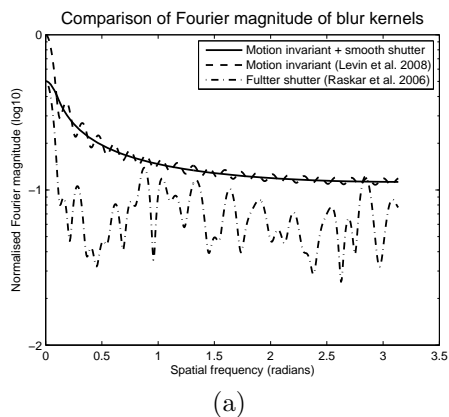 Comparison of Fourier magnitude of blur kernels
Normalised Fourier magnitude (log10)
0
−1
−2
Motion invariant + smooth shutter
Motion invariant (Levin et al. 2008)
Fultter shutter (Raskar et al. 2006)
0 0.5 1 1.5 2 2.5 3 3.5
Spatial frequency (radians)
(a)